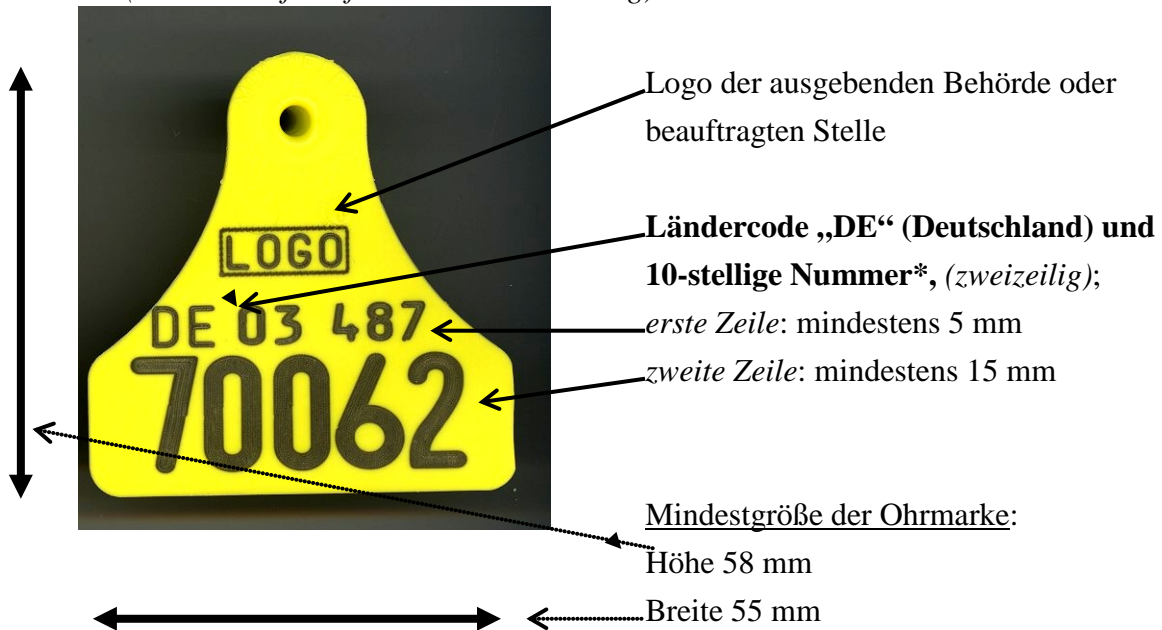 Logo der ausgebenden Behörde oder
beauftragten Stelle
LOGO
Ländercode „DE“ (Deutschland) und
10-stellige Nummer*, (zweizeilig);
DE 03 487
erste Zeile: mindestens 5 mm
70062
zweite Zeile: mindestens 15 mm
Mindestgröße der Ohrmarke:
Höhe 58 mm
Breite 55 mm